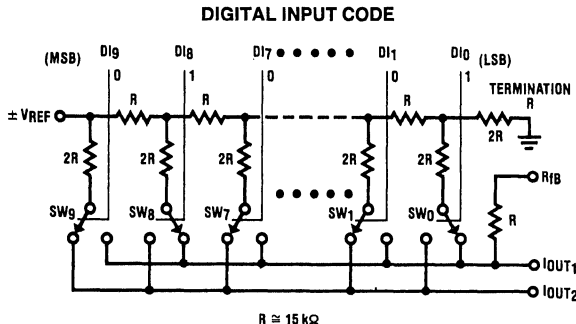 DIGITAL INPUT CODE
(MSB) DI9 DI8 DI7 DI1 DI0 (LSB)
0 1 0 0 1
TERMINATION
R R R R
± VREF
2R
2R 2R 2R 2R 2R
RfB
SW9 SW8 SW7 SW1 SW0
R
IOUT1
IOUT2
R ≅ 15 kΩ